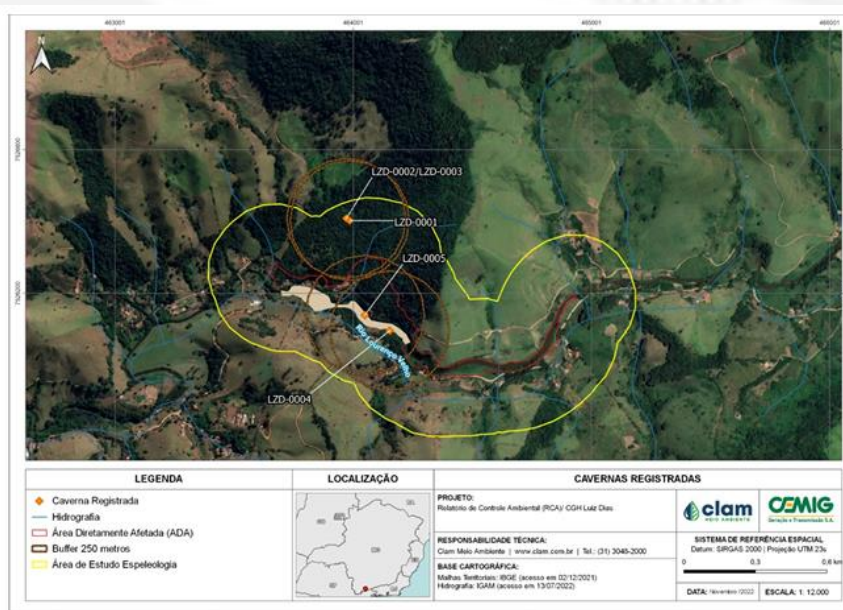 463001 464001 465001 466001
N
LZD-0002/LZD-0003
LZD-0001
LZD-0005
Rio Lourenço Velho
LZD-0004
LEGENDA
Caverna Registrada
Hidrografia
Área Diretamente Afetada (ADA)
Buffer 250 metros
Área de Estudo Espeleologia
LOCALIZAÇÃO
CAVERNAS REGISTRADAS
PROJETO:
Relatório de Controle Ambiental (RCA)/ CGH Luiz Dias
RESPONSABILIDADE TÉCNICA:
Clam Meio Ambiente | www.clam.com.br | Tel.: (31) 3048-2000
BASE CARTOGRÁFICA:
Malhas Territoriais: IBGE (acesso em 02/12/2021)
Hidrografia: IGAM (acesso em 13/07/2022)
clam
MEIO AMBIENTE
CEMIG
Geração e Transmissão S.A.
SISTEMA DE REFERÊNCIA ESPACIAL
Datum: SIRGAS 2000 | Projeção UTM 23s
0 0,3 0,6 km
DATA: Novembro /2022 ESCALA: 1: 12.000